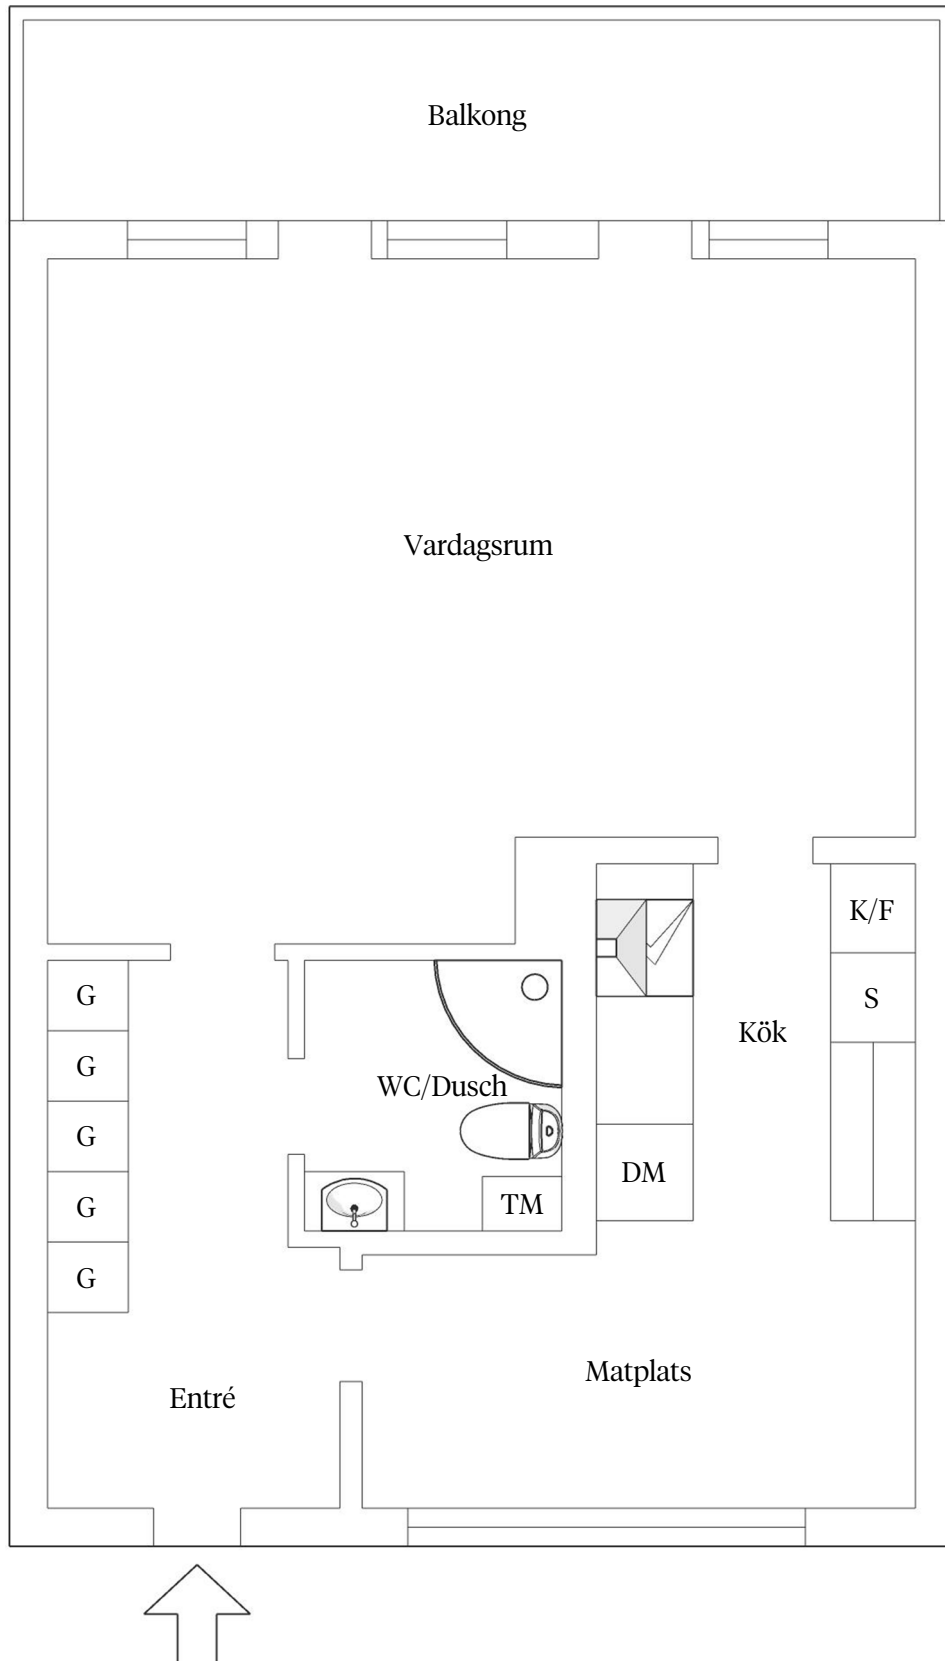 Balkong
Vardagsrum
K/F
G
S
Kök
G
WC/Dusch
G
DM
G
TM
G
Matplats
Entré